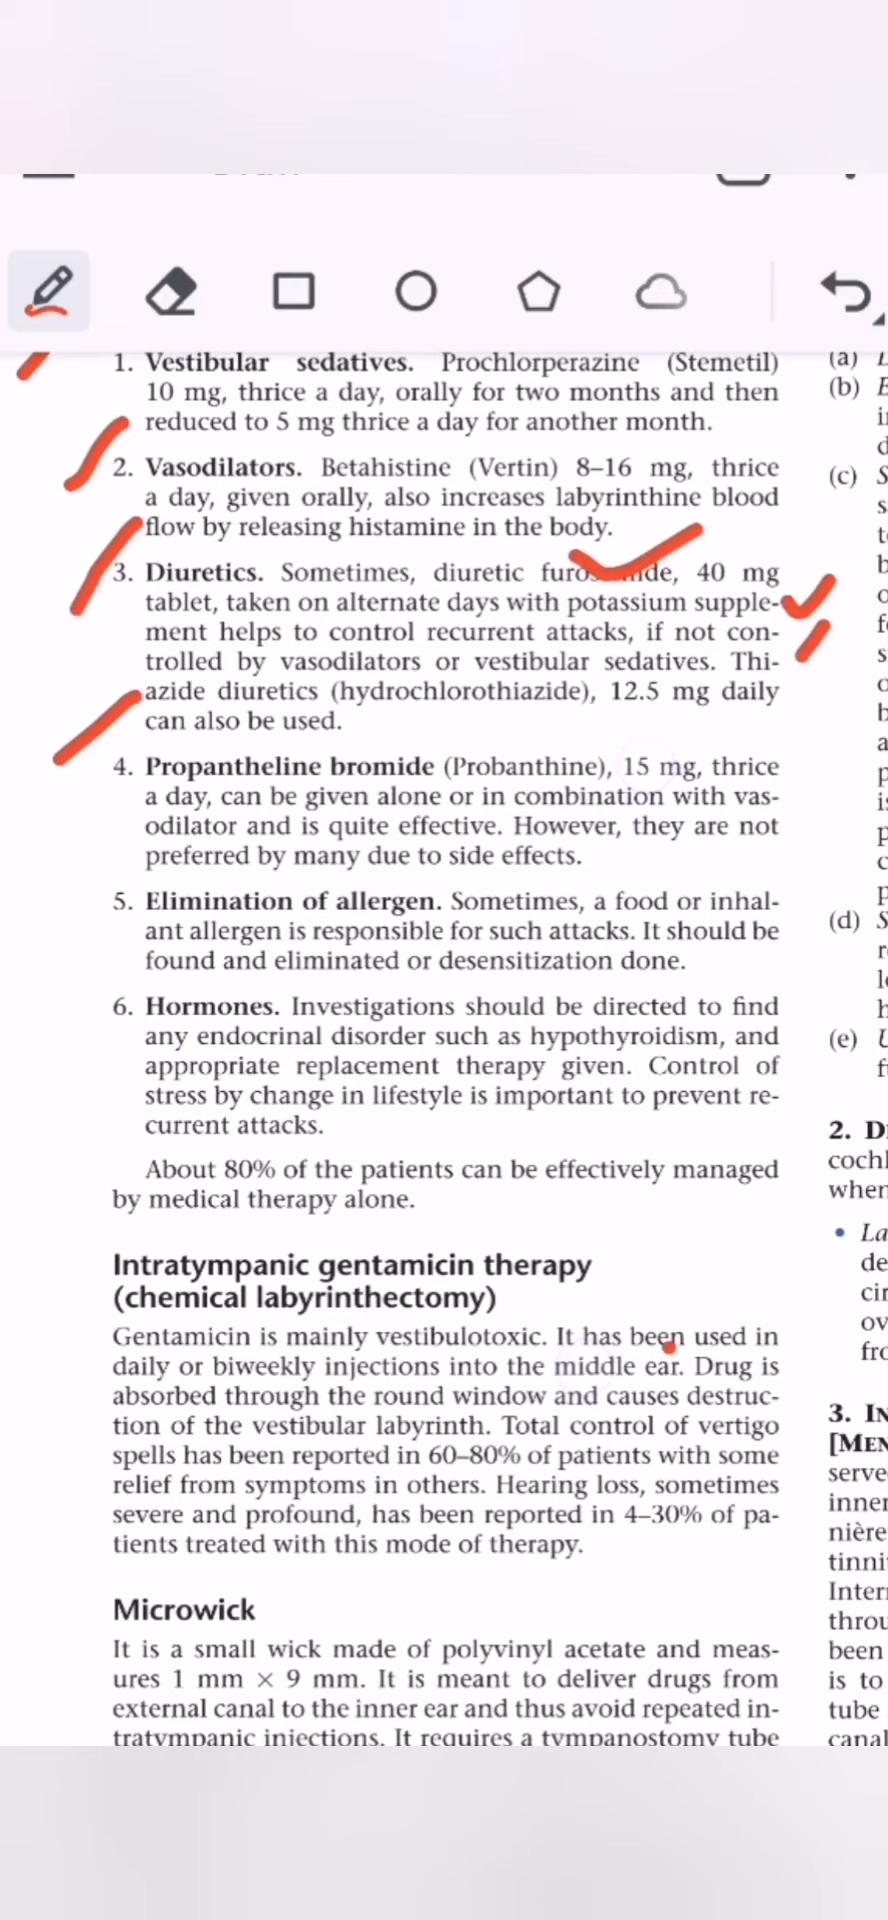 1. Vestibular sedatives. Prochlorperazine (Stemetil)
10 mg, thrice a day, orally for two months and then
reduced to 5 mg thrice a day for another month.
2. Vasodilators. Betahistine (Vertin) 8–16 mg, thrice
a day, given orally, also increases labyrinthine blood
flow by releasing histamine in the body.
3. Diuretics. Sometimes, diuretic 40 mg
tablet, taken on alternate days with potassium supple-
ment helps to control recurrent attacks, if not con-
trolled by vasodilators or vestibular sedatives. Thi-
azide diuretics (hydrochlorothiazide), 12.5 mg daily
can also be used.
4. Propantheline bromide (Probanthine), 15 mg, thrice
a day, can be given alone or in combination with vas-
odilator and is quite effective. However, they are not
preferred by many due to side effects.
5. Elimination of allergen. Sometimes, a food or inhal-
ant allergen is responsible for such attacks. It should be
found and eliminated or desensitization done.
6. Hormones. Investigations should be directed to find
any endocrinal disorder such as hypothyroidism, and
appropriate replacement therapy given. Control of
stress by change in lifestyle is important to prevent re-
current attacks.
About 80% of the patients can be effectively managed
by medical therapy alone.
Intratympanic gentamicin therapy
(chemical labyrinthectomy)
Gentamicin is mainly vestibulotoxic. It has been used in
daily or biweekly injections into the middle ear. Drug is
absorbed through the round window and causes destruc-
tion of the vestibular labyrinth. Total control of vertigo
spells has been reported in 60–80% of patients with some
relief from symptoms in others. Hearing loss, sometimes
severe and profound, has been reported in 4–30% of pa-
tients treated with this mode of therapy.
Microwick
It is a small wick made of polyvinyl acetate and meas-
ures 1 mm × 9 mm. It is meant to deliver drugs from
external canal to the inner ear and thus avoid repeated in-
tratympanic injections. It requires a tympanostomy tube
(a)
(b)
(c)
(d)
(e)
2.
when
•
3.
inner
been
is to
tube